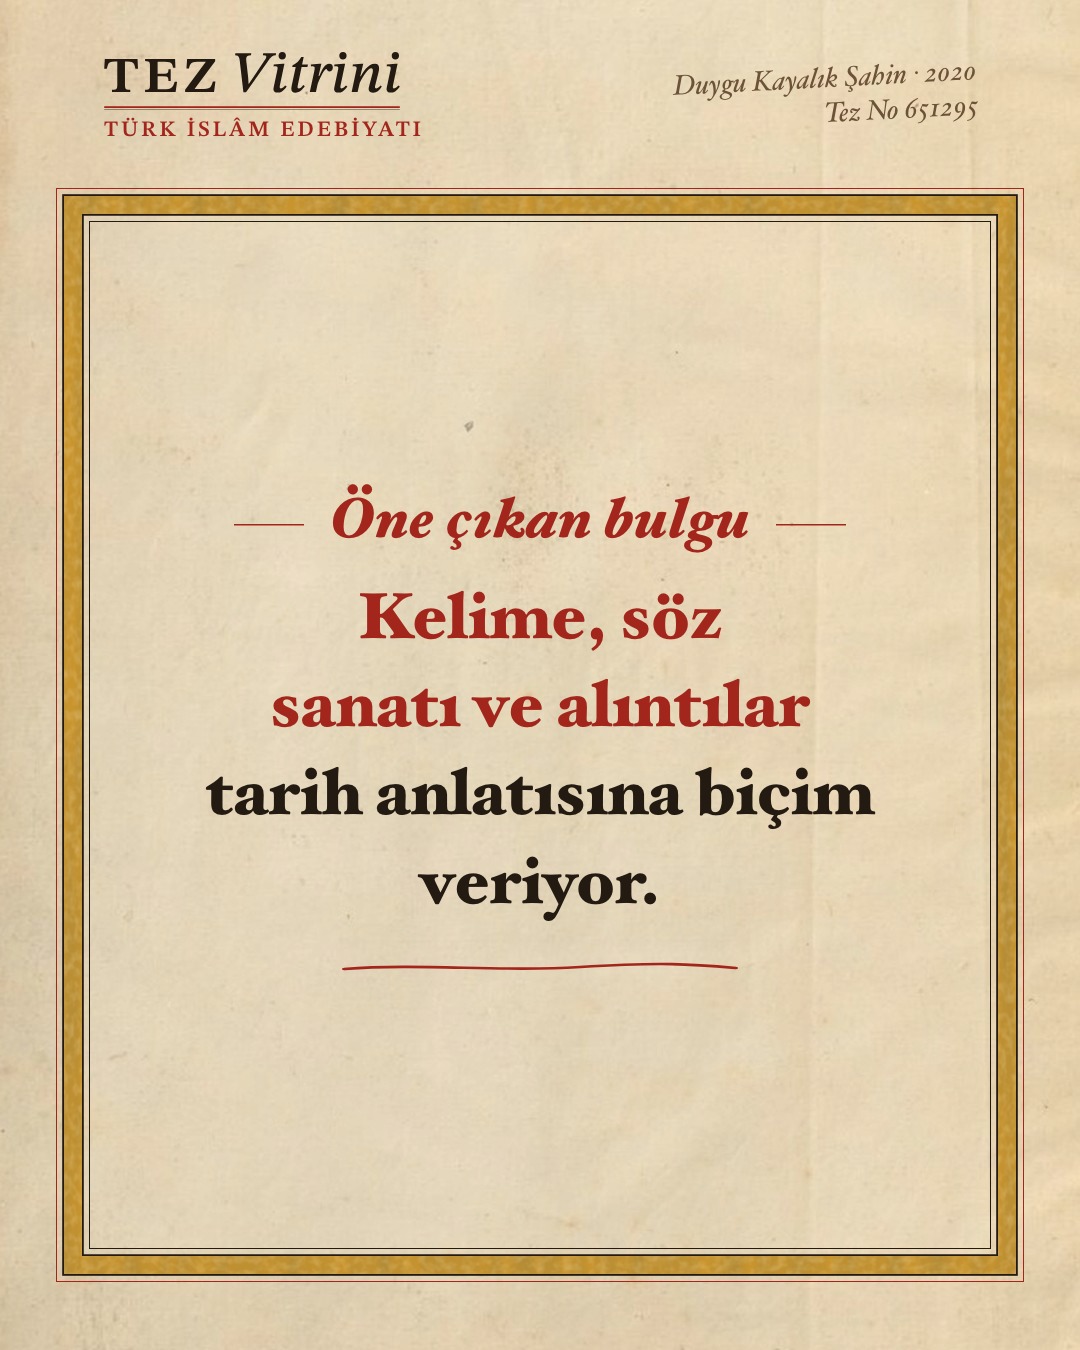 TEZ Vitrini
TÜRK İSLÂM EDEBİYATI
Duygu Kayalık Şahin · 2020
Tez No 651295
Öne çıkan bulgu
Kelime, söz
sanatı ve alıntılar
tarih anlatısına biçim
veriyor.